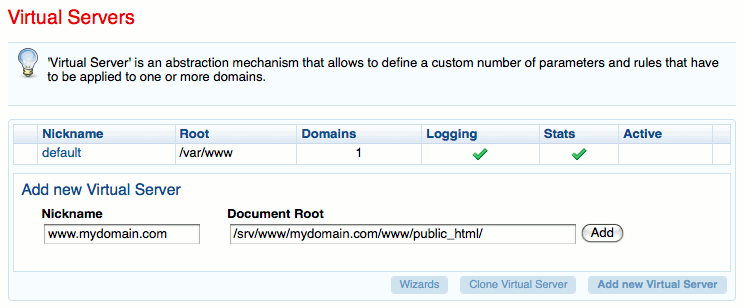 Virtual Servers
'Virtual Server' is an abstraction mechanism that allows to define a custom number of parameters and rules that have
to be applied to one or more domains.
Nickname Root Domains Logging Stats Active
default /var/www 1
Add new Virtual Server
Nickname Document Root
www.mydomain.com /srv/www/mydomain.com/www/public_html/ Add
Wizards Clone Virtual Server Add new Virtual Server